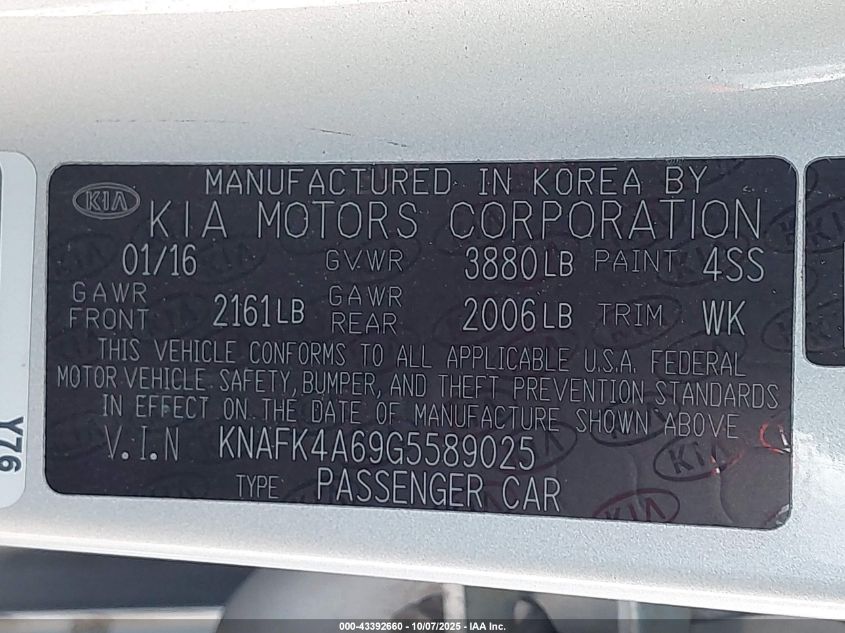 MANUFACTURED IN KOREA BY
KIA KIA MOTORS CORPORATION
01/16 GVWR 3880LB PAINT 4SS
GAWR FRONT 2161LB GAWR REAR 2006LB TRIM WK
THIS VEHICLE CONFORMS TO ALL APPLICABLE U.S.A. FEDERAL
MOTOR VEHICLE SAFETY, BUMPER, AND THEFT PREVENTION STANDARDS
IN EFFECT ON THE DATE OF MANUFACTURE SHOWN ABOVE
V.I.N KNAFK4A69G5589025
TYPE PASSENGER CAR
Y76
000-43392660 - 10/07/2025 - IAA Inc.